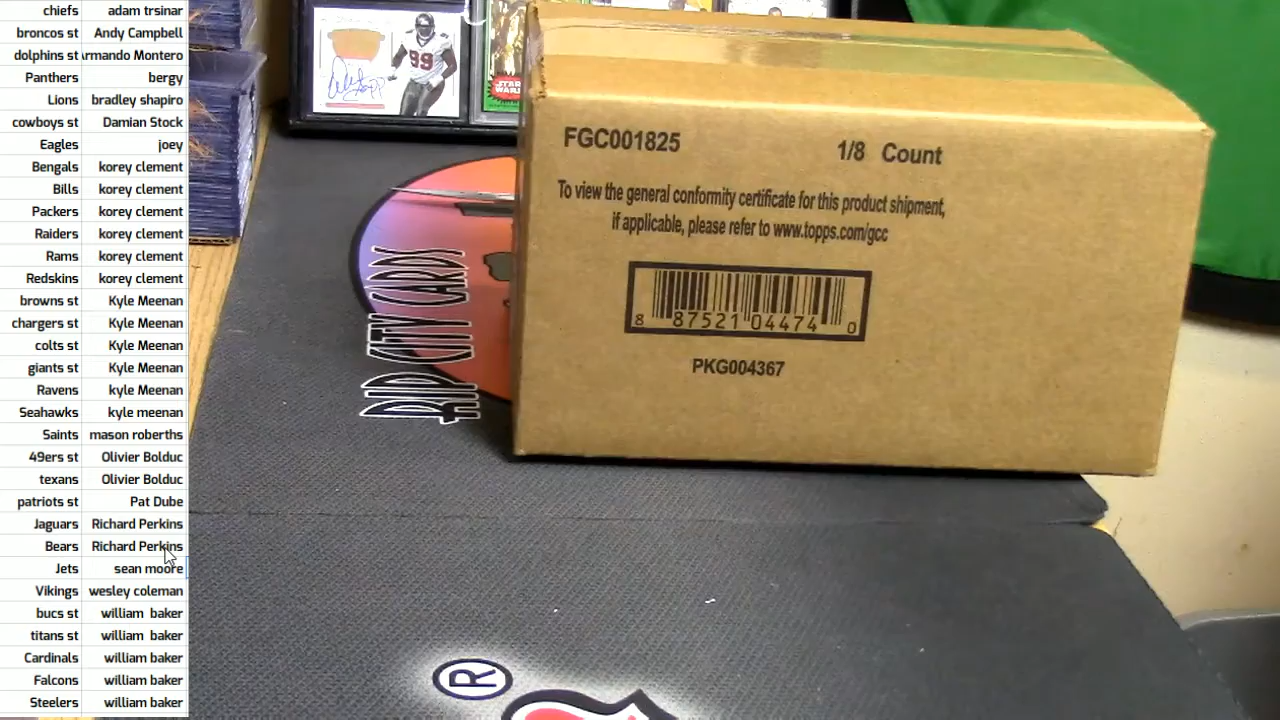 chiefs adam trsinar
broncos st Andy Campbell
dolphins st rmando Montero
Panthers bergy
Lions bradley shapiro
cowboys st Damian Stock
Eagles joey
Bengals korey clement
Bills korey clement
Packers korey clement
Raiders korey clement
Rams korey clement
Redskins korey clement
browns st Kyle Meenan
chargers st Kyle Meenan
colts st Kyle Meenan
giants st Kyle Meenan
Ravens kyle Meenan
Seahawks kyle meenan
Saints mason roberths
49ers st Olivier Bolduc
texans Olivier Bolduc
patriots st Pat Dube
Jaguars Richard Perkins
Bears Richard Perkins
Jets sean moore
Vikings wesley coleman
bucs st william baker
titans st william baker
Cardinals william baker
Falcons william baker
Steelers william baker
99
STAR
WARS
FGC001825 1/8 Count
To view the general conformity certificate for this product shipment,
if applicable, please refer to www.topps.com/gcc
8 87521 04474 0
PKG004367
RIP CITY CARDS
®